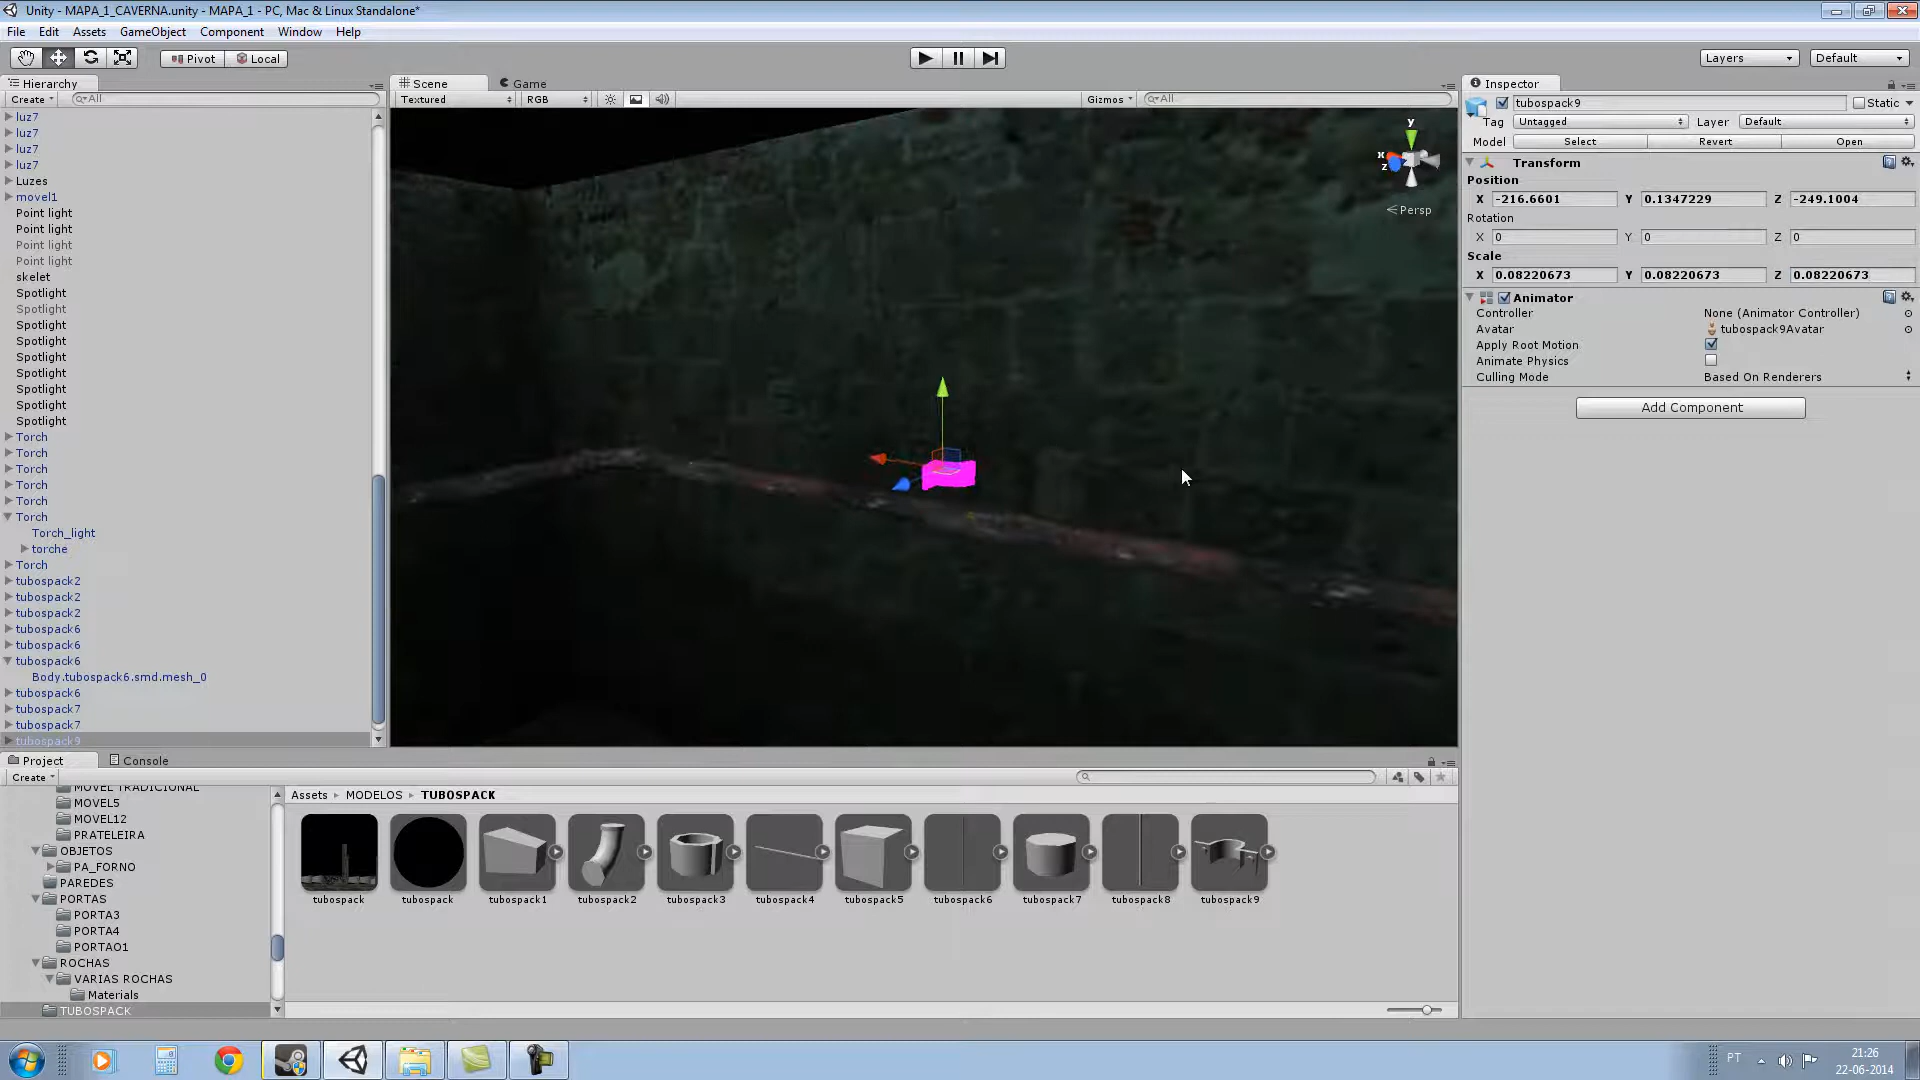 Unity - MAPA_1_CAVERNA.unity - MAPA_1 - PC, Mac & Linux Standalone*
File Edit Assets GameObject Component Window Help
Pivot Local Layers Default
Hierarchy
Create All
luz7
luz7
luz7
luz7
Luzes
movel1
Point light
Point light
Point light
Point light
skelet
Spotlight
Spotlight
Spotlight
Spotlight
Spotlight
Spotlight
Spotlight
Spotlight
Spotlight
Torch
Torch
Torch
Torch
Torch
Torch
Torch_light
torche
Torch
tubospack2
tubospack2
tubospack2
tubospack6
tubospack6
tubospack6
Body.tubospack6.smd.mesh_0
tubospack6
tubospack7
tubospack7
tubospack9
Scene Game
Textured RGB Gizmos All
y
x
z
Persp
Inspector
tubospack9 Static
Tag Untagged Layer Default
Model Select Revert Open
Transform
Position
X -216.6601 Y 0.1347229 Z -249.1004
Rotation
X 0 Y 0 Z 0
Scale
X 0.08220673 Y 0.08220673 Z 0.08220673
Animator
Controller None (Animator Controller)
Avatar tubospack9Avatar
Apply Root Motion
Animate Physics
Culling Mode Based On Renderers
Add Component
Project Console
Create
MOVEL TRADICIONAL
MOVEL5
MOVEL12
PRATELEIRA
OBJETOS
PA_FORNO
PAREDES
PORTAS
PORTA3
PORTA4
PORTAO1
ROCHAS
VARIAS ROCHAS
Materials
TUBOSPACK
Assets MODELOS TUBOSPACK
tubospack tubospack tubospack1 tubospack2 tubospack3 tubospack4 tubospack5 tubospack6 tubospack7 tubospack8 tubospack9
PT
21:26
22-06-2014